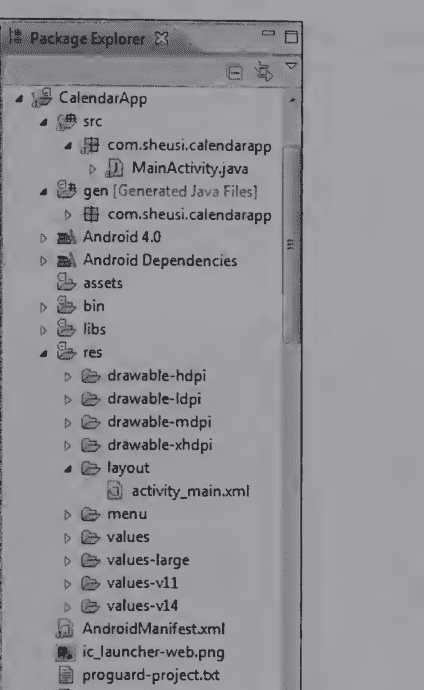 Package Explorer
CalendarApp
src
com.sheusi.calendarapp
MainActivity.java
gen [Generated Java Files]
com.sheusi.calendarapp
Android 4.0
Android Dependencies
assets
bin
libs
res
drawable-hdpi
drawable-ldpi
drawable-mdpi
drawable-xhdpi
layout
activity_main.xml
menu
values
values-large
values-v11
values-v14
AndroidManifest.xml
ic_launcher-web.png
proguard-project.txt